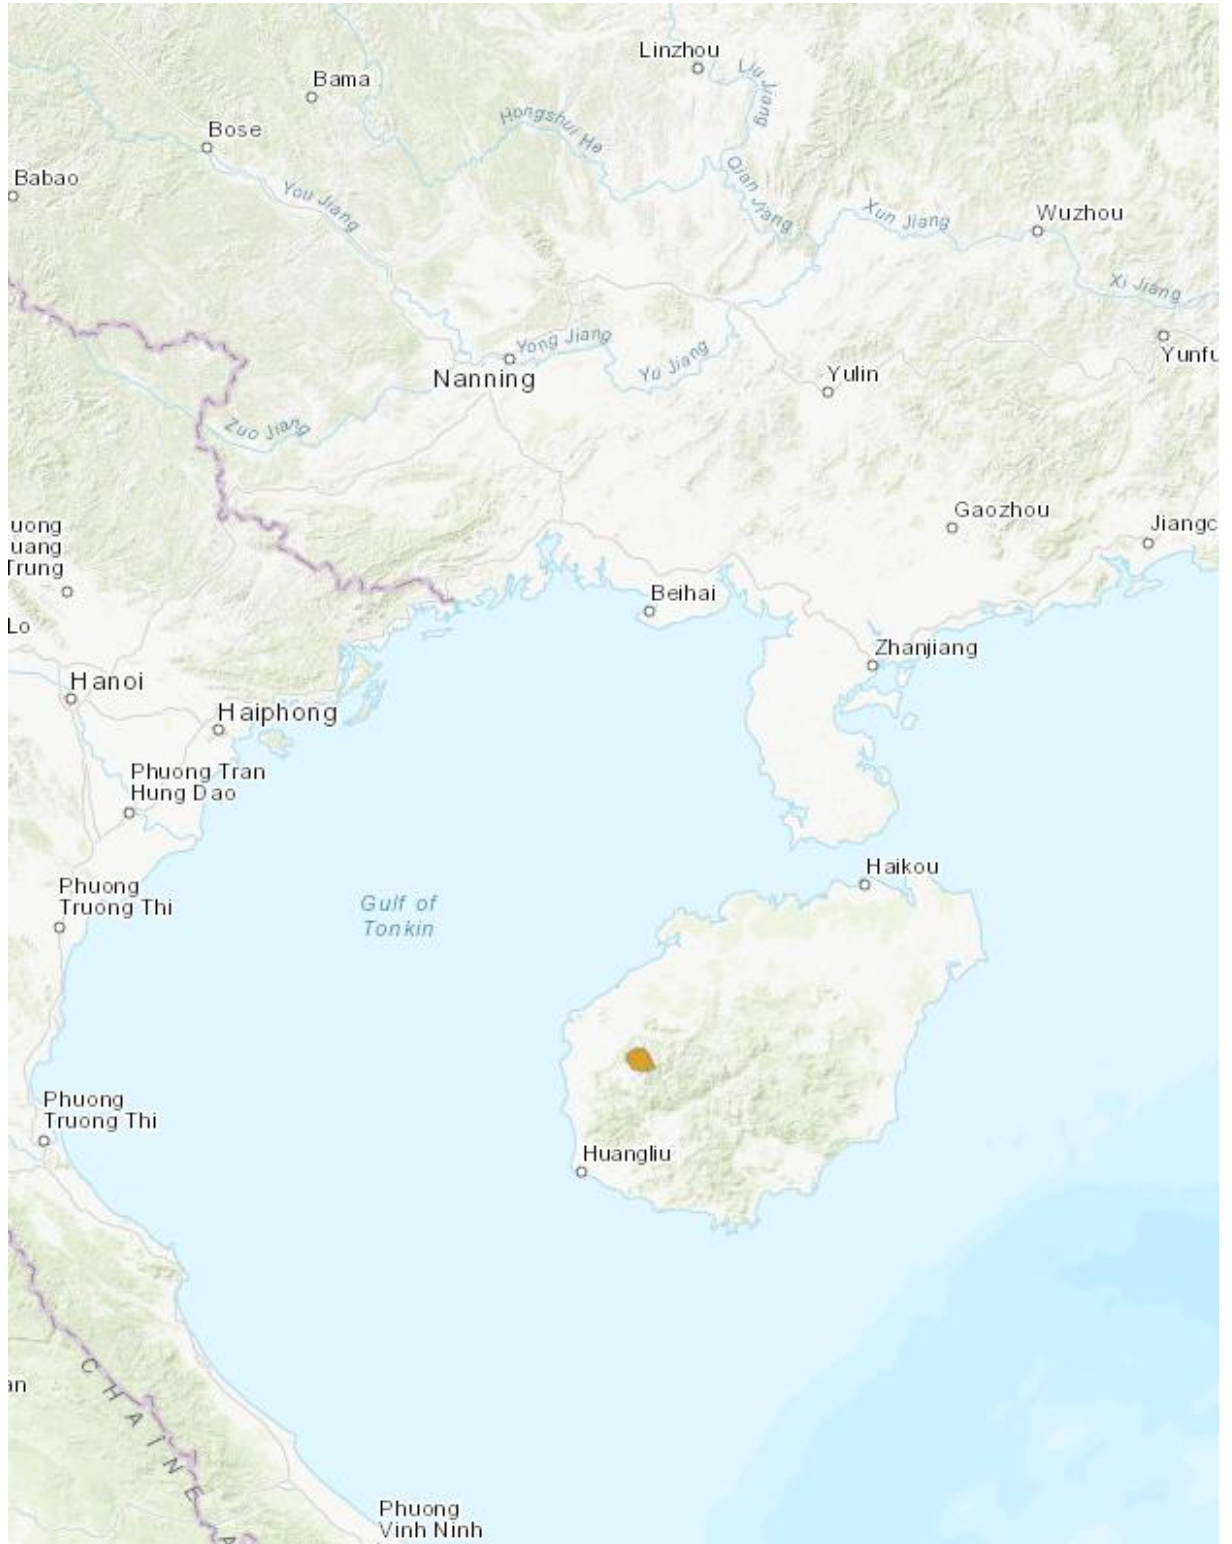 Linzhou
Liu Jiang
Bama
Hongshui He
Bose
Babao
You Jiang
Qian Jiang
Xun Jiang
Wuzhou
Xi Jiang
Yong Jiang
Yu Jiang
Yunfu
Nanning
Yulin
Zuo Jiang
Gaozhou
Jiangc
uong
uang
Trung
Beihai
Lo
Zhanjiang
Hanoi
Haiphong
Phuong Tran
Hung Dao
Haikou
Phuong
Truong Thi
Gulf of
Tonkin
Phuong
Truong Thi
Huangliu
an
CHAINE A
Phuong
Vinh Ninh